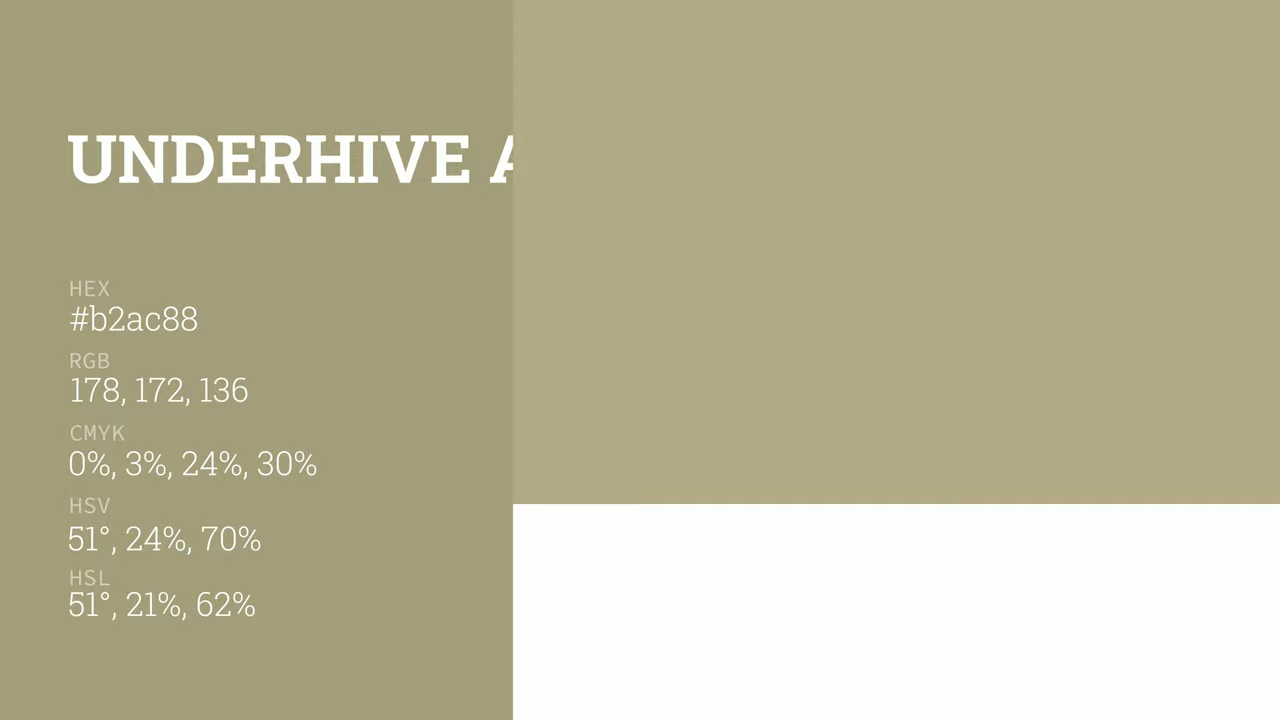 UNDERHIVE A
HEX
#b2ac88
RGB
178, 172, 136
CMYK
0%, 3%, 24%, 30%
HSV
51°, 24%, 70%
HSL
51°, 21%, 62%